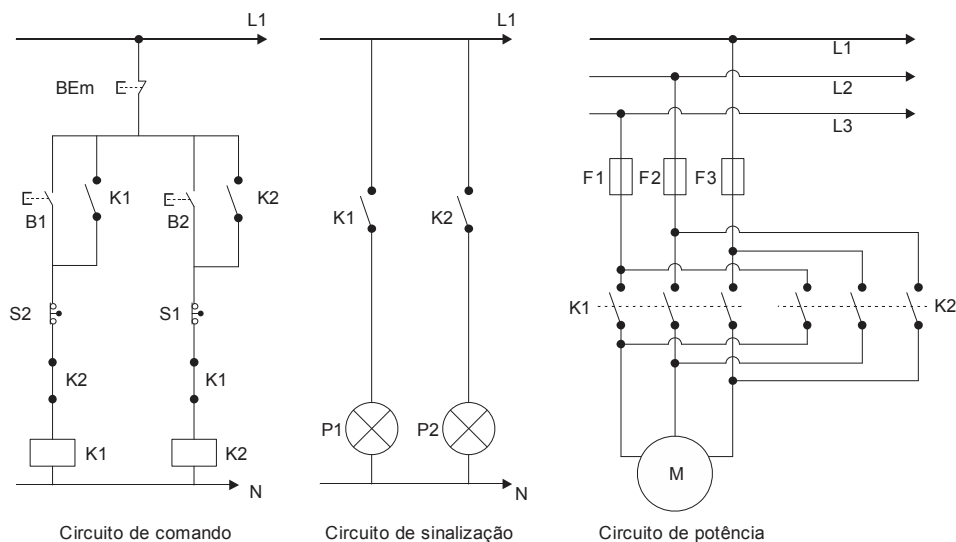 L1
BEm
B1
K1
B2
K2
S2
S1
K2
K1
K1
K2
N
Circuito de comando
L1
K1
K2
P1
P2
N
Circuito de sinalização
L1
L2
L3
F1
F2
F3
K1
K2
M
Circuito de potência